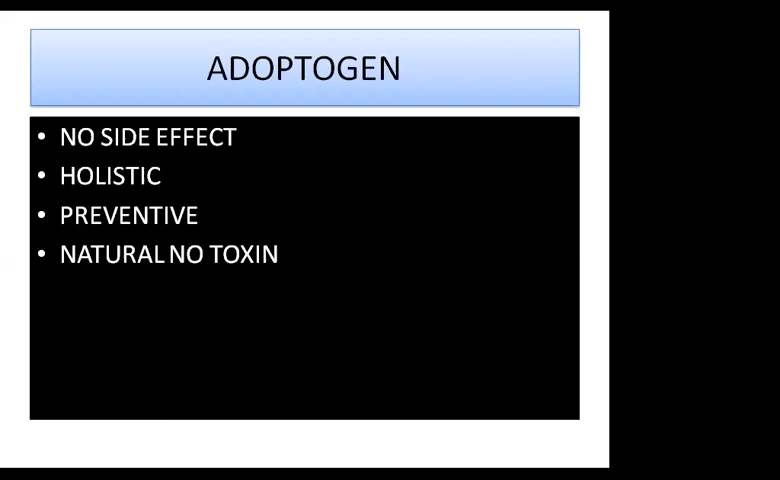 ADOPTOGEN
• NO SIDE EFFECT
• HOLISTIC
• PREVENTIVE
• NATURAL NO TOXIN